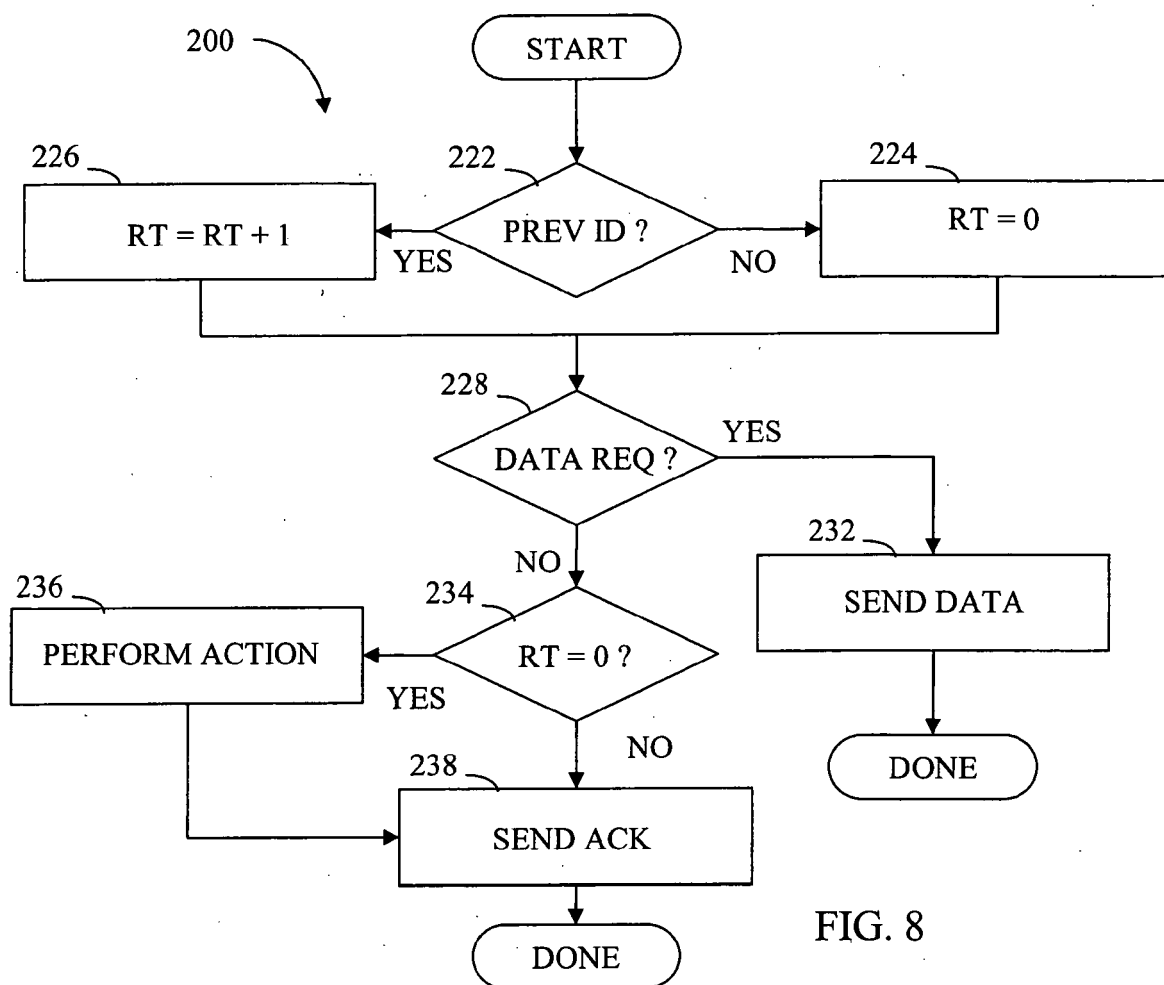 START
200
226
222
224
RT = RT + 1
PREV ID ?
RT = 0
YES
NO
228
YES
DATA REQ ?
232
NO
236
234
SEND DATA
PERFORM ACTION
RT = 0 ?
YES
NO
238
DONE
SEND ACK
FIG. 8
DONE